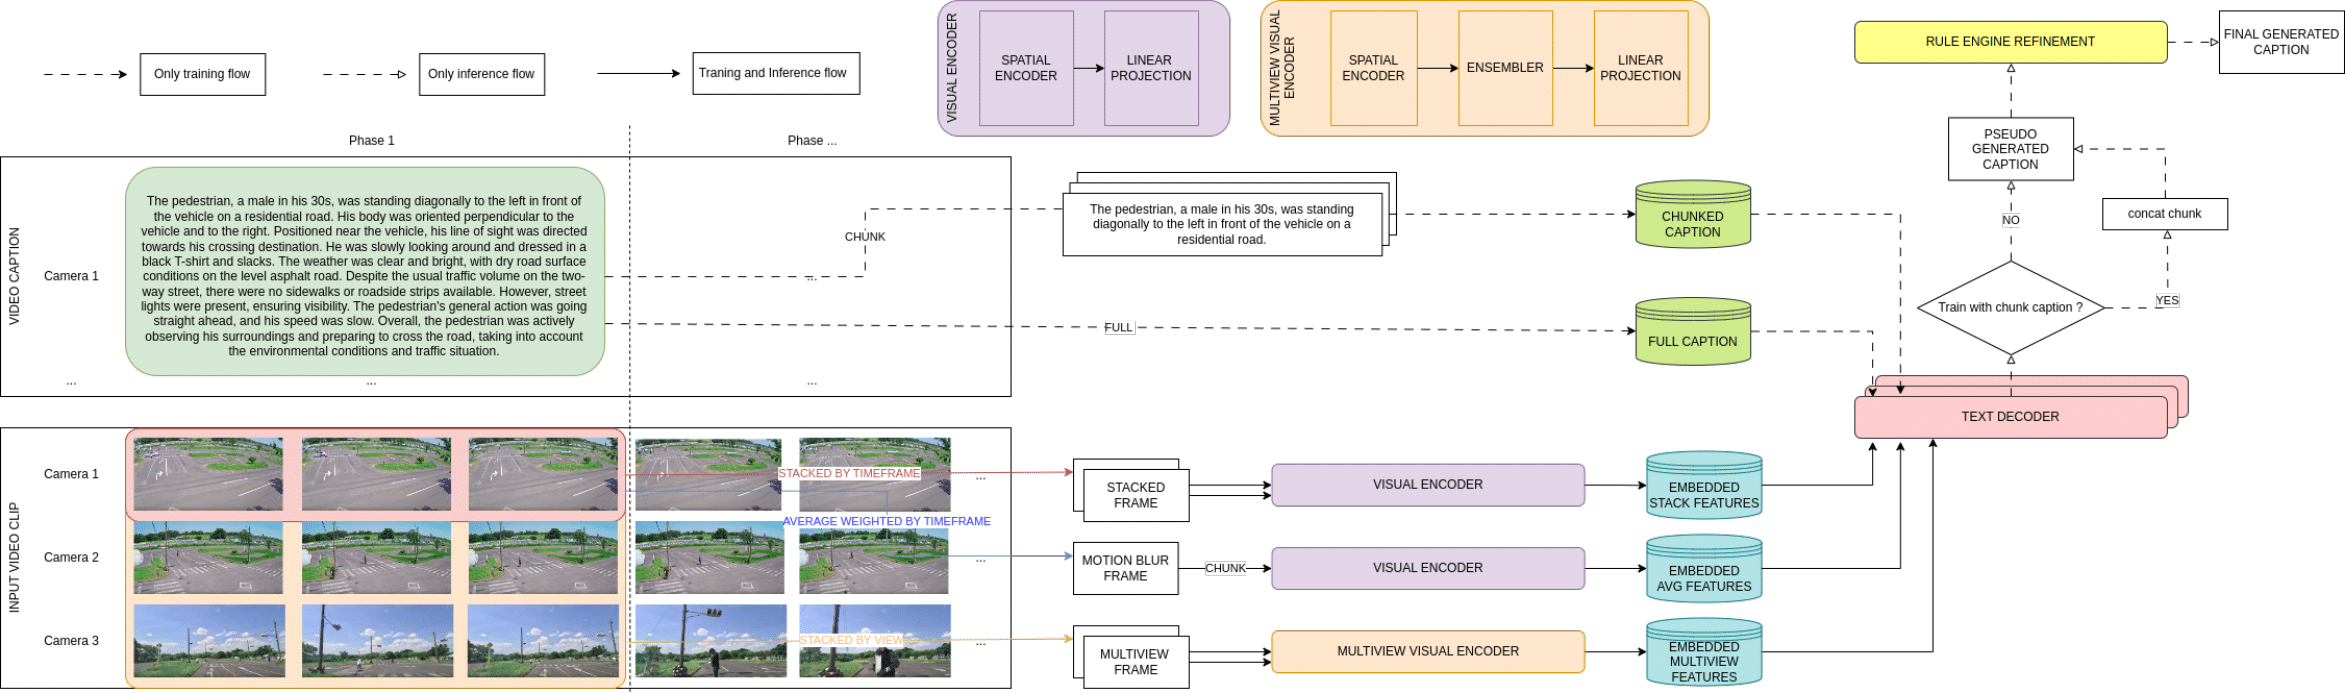 Only training flow
Only inference flow
Traning and Inference flow
VISUAL ENCODER
SPATIAL
ENCODER
LINEAR
PROJECTION
MULTIVIEW VISUAL
ENCODER
SPATIAL
ENCODER
ENSEMBLER
LINEAR
PROJECTION
RULE ENGINE REFINEMENT
FINAL GENERATED
CAPTION
Phase 1
Phase ...
VIDEO CAPTION
Camera 1
The pedestrian, a male in his 30s, was standing diagonally to the left in front of
the vehicle on a residential road. His body was oriented perpendicular to the
vehicle and to the right. Positioned near the vehicle, his line of sight was directed
towards his crossing destination. He was slowly looking around and dressed in a
black T-shirt and slacks. The weather was clear and bright, with dry road surface
conditions on the level asphalt road. Despite the usual traffic volume on the two-
way street, there were no sidewalks or roadside strips available. However, street
lights were present, ensuring visibility. The pedestrian's general action was going
straight ahead, and his speed was slow. Overall, the pedestrian was actively
observing his surroundings and preparing to cross the road, taking into account
the environmental conditions and traffic situation.
...
...
...
...
CHUNK
FULL
The pedestrian, a male in his 30s, was standing
diagonally to the left in front of the vehicle on a
residential road.
CHUNKED
CAPTION
FULL CAPTION
PSEUDO
GENERATED
CAPTION
concat chunk
NO
YES
Train with chunk caption ?
TEXT DECODER
INPUT VIDEO CLIP
Camera 1
STACKED BY TIMEFRAME
...
STACKED
FRAME
VISUAL ENCODER
EMBEDDED
STACK FEATURES
AVERAGE WEIGHTED BY TIMEFRAME
Camera 2
...
MOTION BLUR
FRAME
CHUNK
VISUAL ENCODER
EMBEDDED
AVG FEATURES
Camera 3
STACKED BY VIEW
...
MULTIVIEW
FRAME
MULTIVIEW VISUAL ENCODER
EMBEDDED
MULTIVIEW
FEATURES